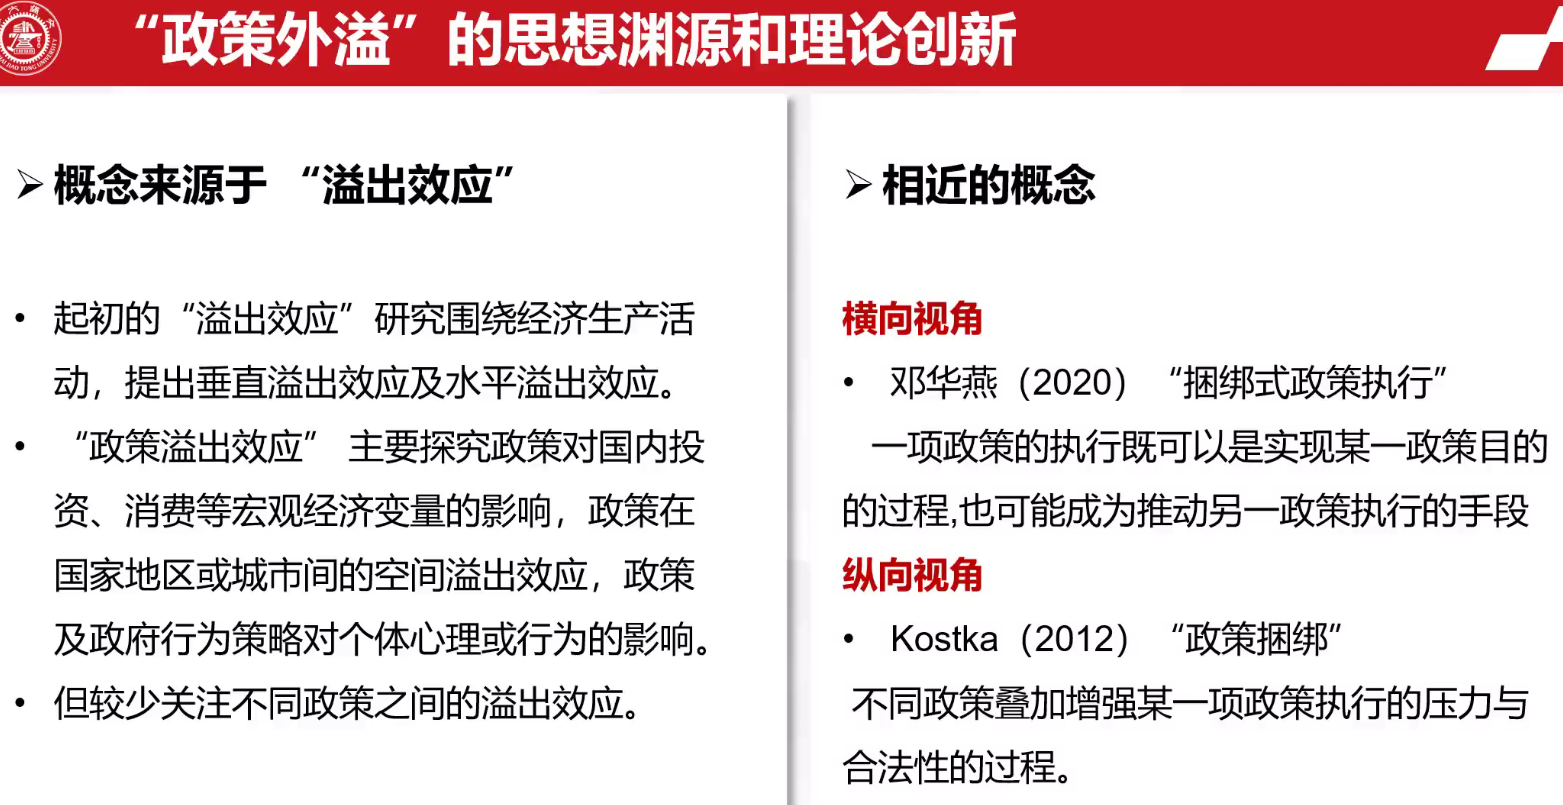 “政策外溢”的思想渊源和理论创新
JIAO TONG UNIVERSITY
➢ 概念来源于 “溢出效应”
• 起初的“溢出效应”研究围绕经济生产活
动，提出垂直溢出效应及水平溢出效应。
• “政策溢出效应” 主要探究政策对国内投
资、消费等宏观经济变量的影响，政策在
国家地区或城市间的空间溢出效应，政策
及政府行为策略对个体心理或行为的影响。
• 但较少关注不同政策之间的溢出效应。
➢ 相近的概念
横向视角
• 邓华燕（2020）“捆绑式政策执行”
一项政策的执行既可以是实现某一政策目的
的过程,也可能成为推动另一政策执行的手段
纵向视角
• Kostka（2012）“政策捆绑”
不同政策叠加增强某一项政策执行的压力与
合法性的过程。